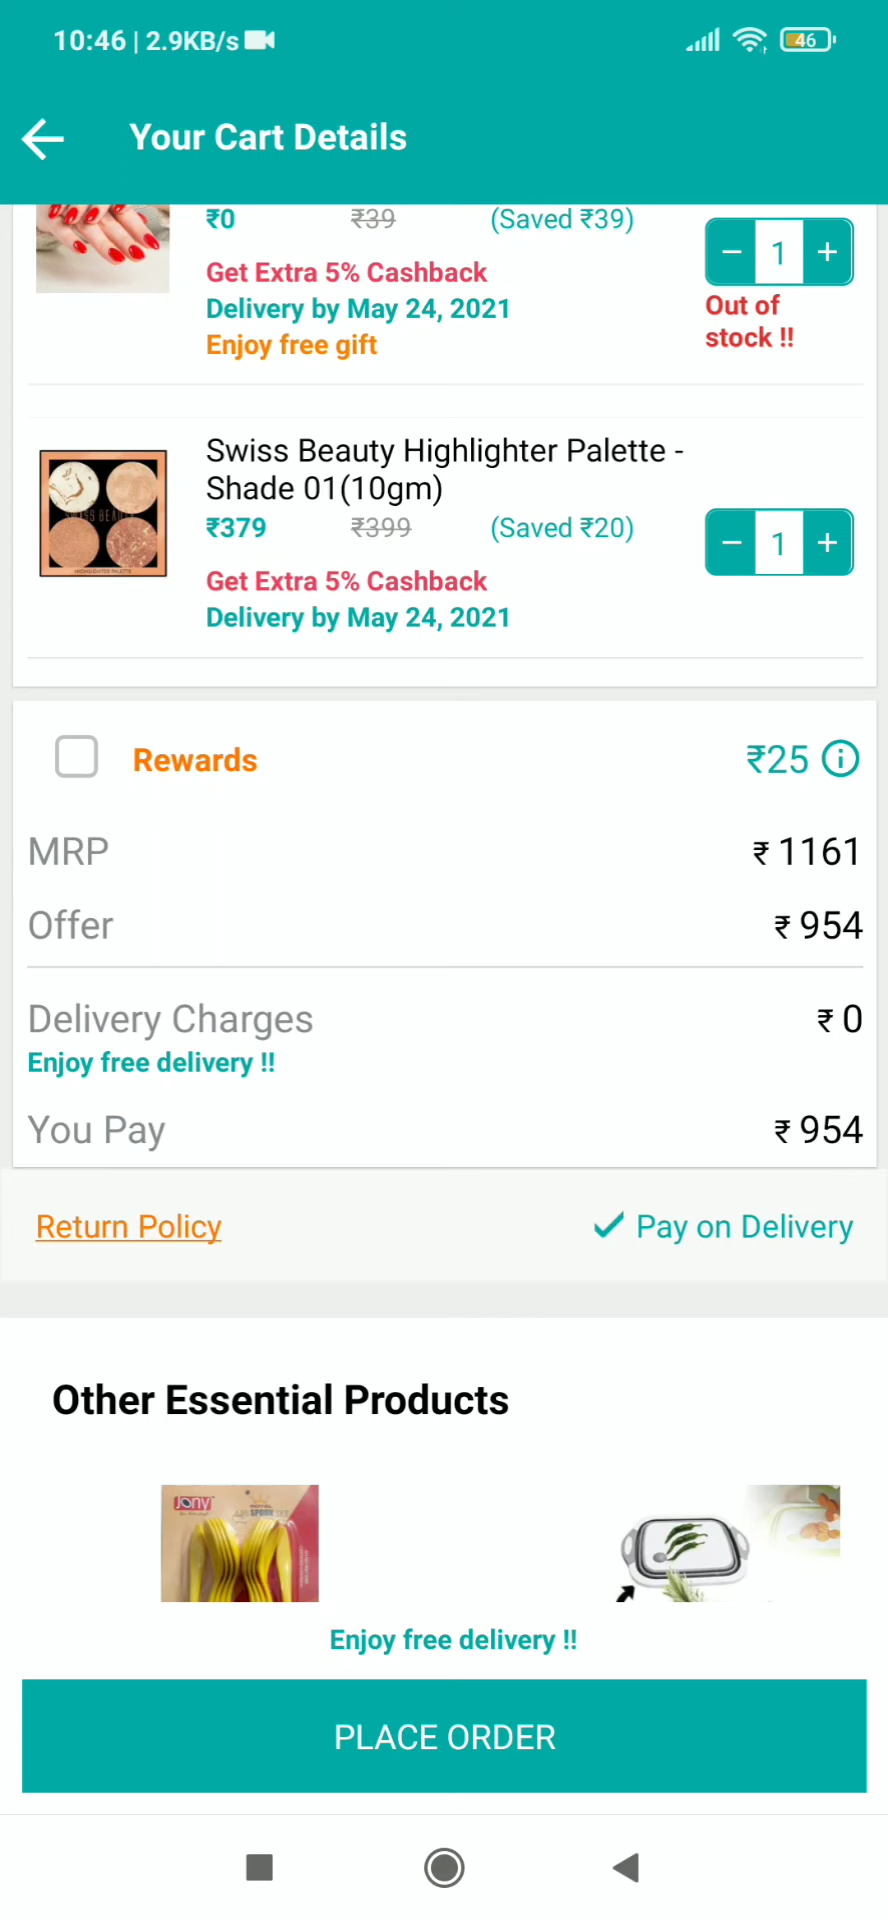 10:46 | 2.9KB/s
46
Your Cart Details
₹0 ₹39 (Saved ₹39)
− 1 +
Get Extra 5% Cashback
Delivery by May 24, 2021
Out of
stock !!
Enjoy free gift
Swiss Beauty Highlighter Palette -
Shade 01(10gm)
₹379 ₹399 (Saved ₹20)
− 1 +
Get Extra 5% Cashback
Delivery by May 24, 2021
Rewards ₹25
MRP ₹ 1161
Offer ₹ 954
Delivery Charges ₹ 0
Enjoy free delivery !!
You Pay ₹ 954
Return Policy Pay on Delivery
Other Essential Products
Jony
SPOON
Enjoy free delivery !!
PLACE ORDER